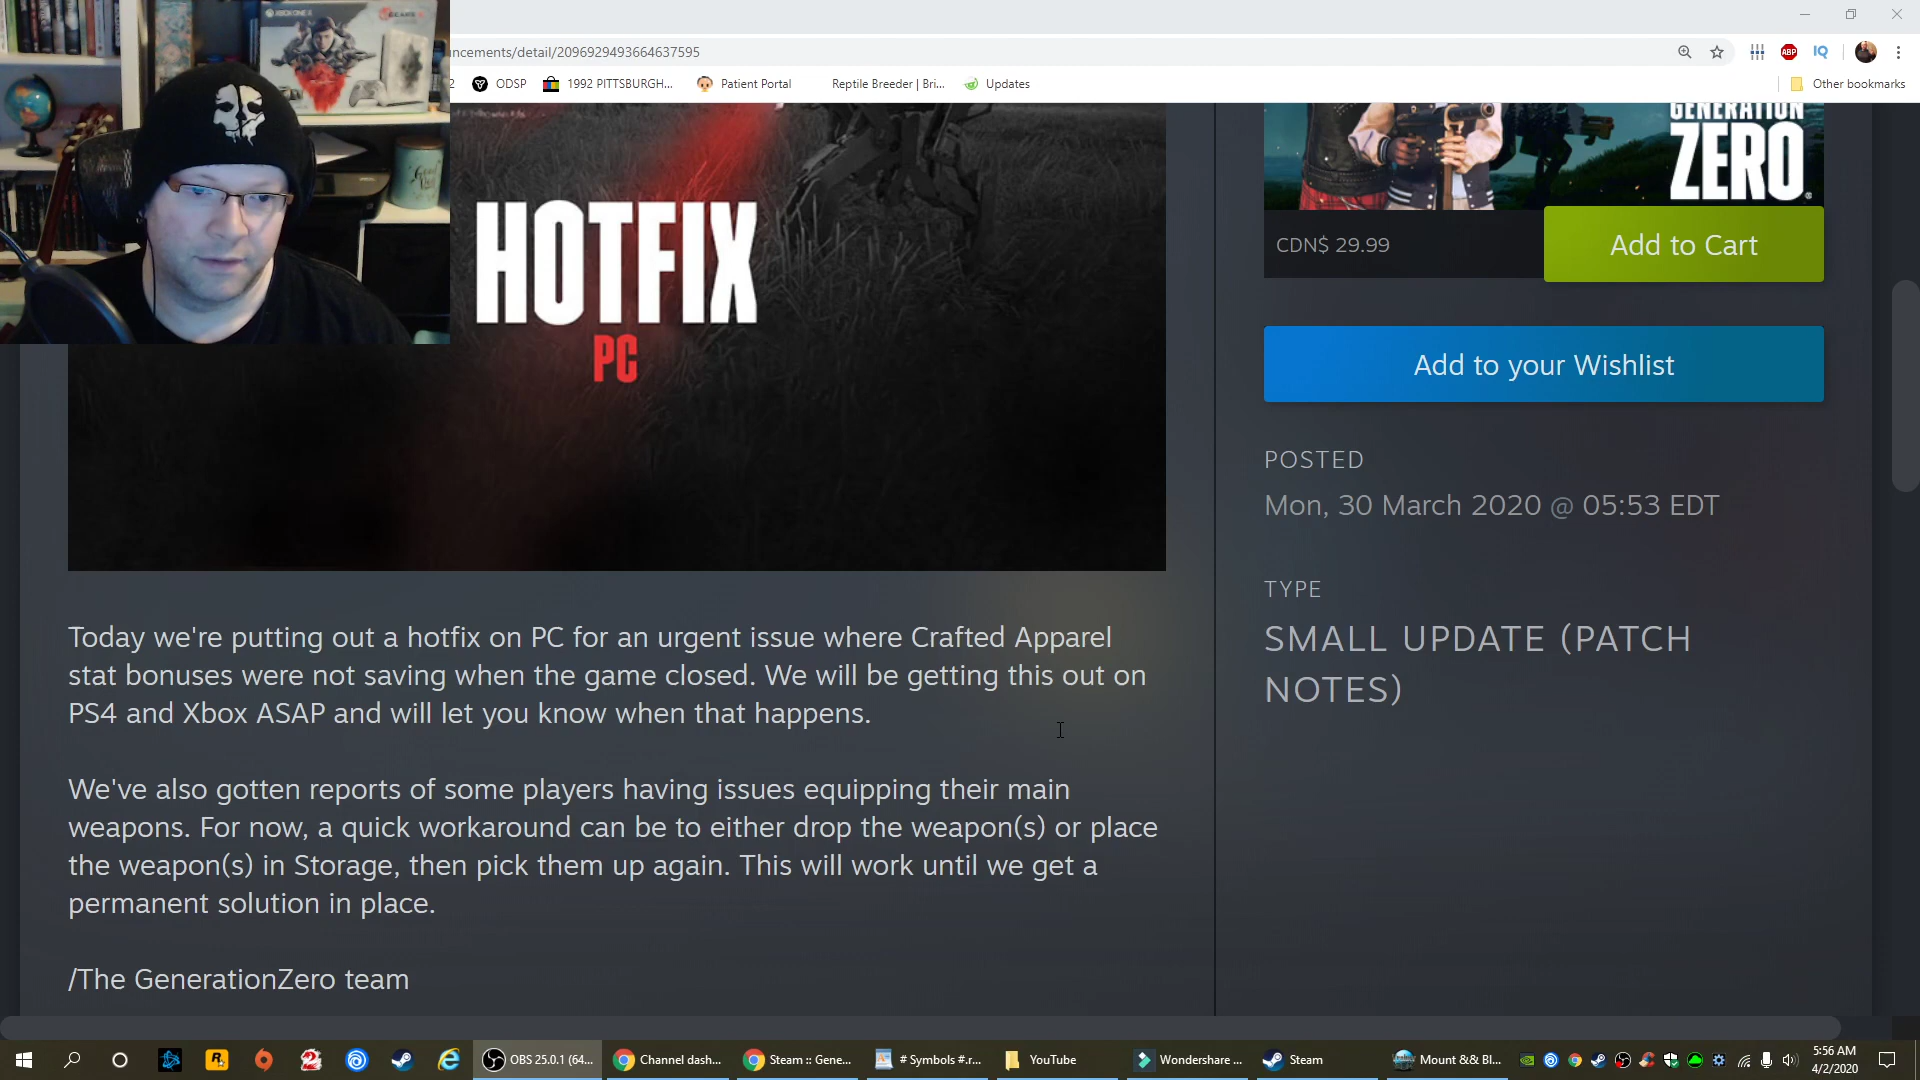 XBOX ONE X
GEARS
ncements/detail/2096929493664637595
ABP
IQ
2
ODSP
1992 PITTSBURGH...
Patient Portal
Reptile Breeder | Bri...
Updates
Other bookmarks
HOTFIX
PC
GENERATION
ZERO
CDN$ 29.99
Add to Cart
Add to your Wishlist
POSTED
Mon, 30 March 2020 @ 05:53 EDT
TYPE
SMALL UPDATE (PATCH
NOTES)
Today we're putting out a hotfix on PC for an urgent issue where Crafted Apparel
stat bonuses were not saving when the game closed. We will be getting this out on
PS4 and Xbox ASAP and will let you know when that happens.
We've also gotten reports of some players having issues equipping their main
weapons. For now, a quick workaround can be to either drop the weapon(s) or place
the weapon(s) in Storage, then pick them up again. This will work until we get a
permanent solution in place.
/The GenerationZero team
OBS 25.0.1 (64...
Channel dash...
Steam :: Gene...
# Symbols #.r...
YouTube
Wondershare ...
Steam
Mount && Bl...
5:56 AM
4/2/2020